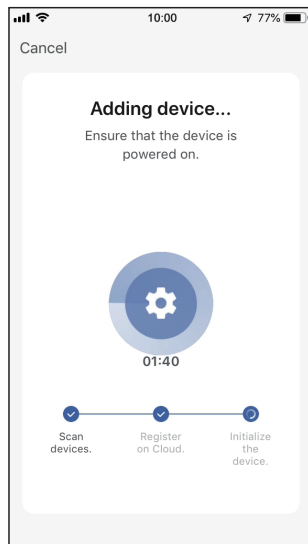 10:00
77%
Cancel
Adding device...
Ensure that the device is
powered on.
01:40
Scan
devices.
Register
on Cloud.
Initialize
the
device.